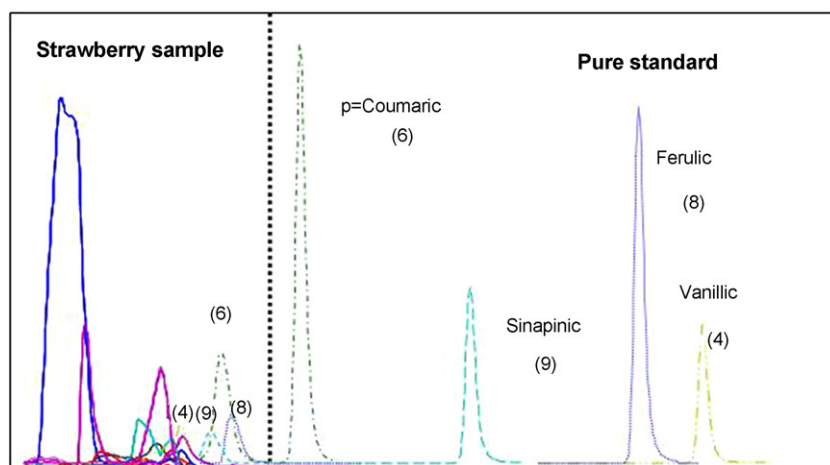 Strawberry sample
Pure standard
p=Coumaric
(6)
Ferulic
(8)
Vanillic
(4)
Sinapinic
(9)
(6)
(4)
(9)
(8)